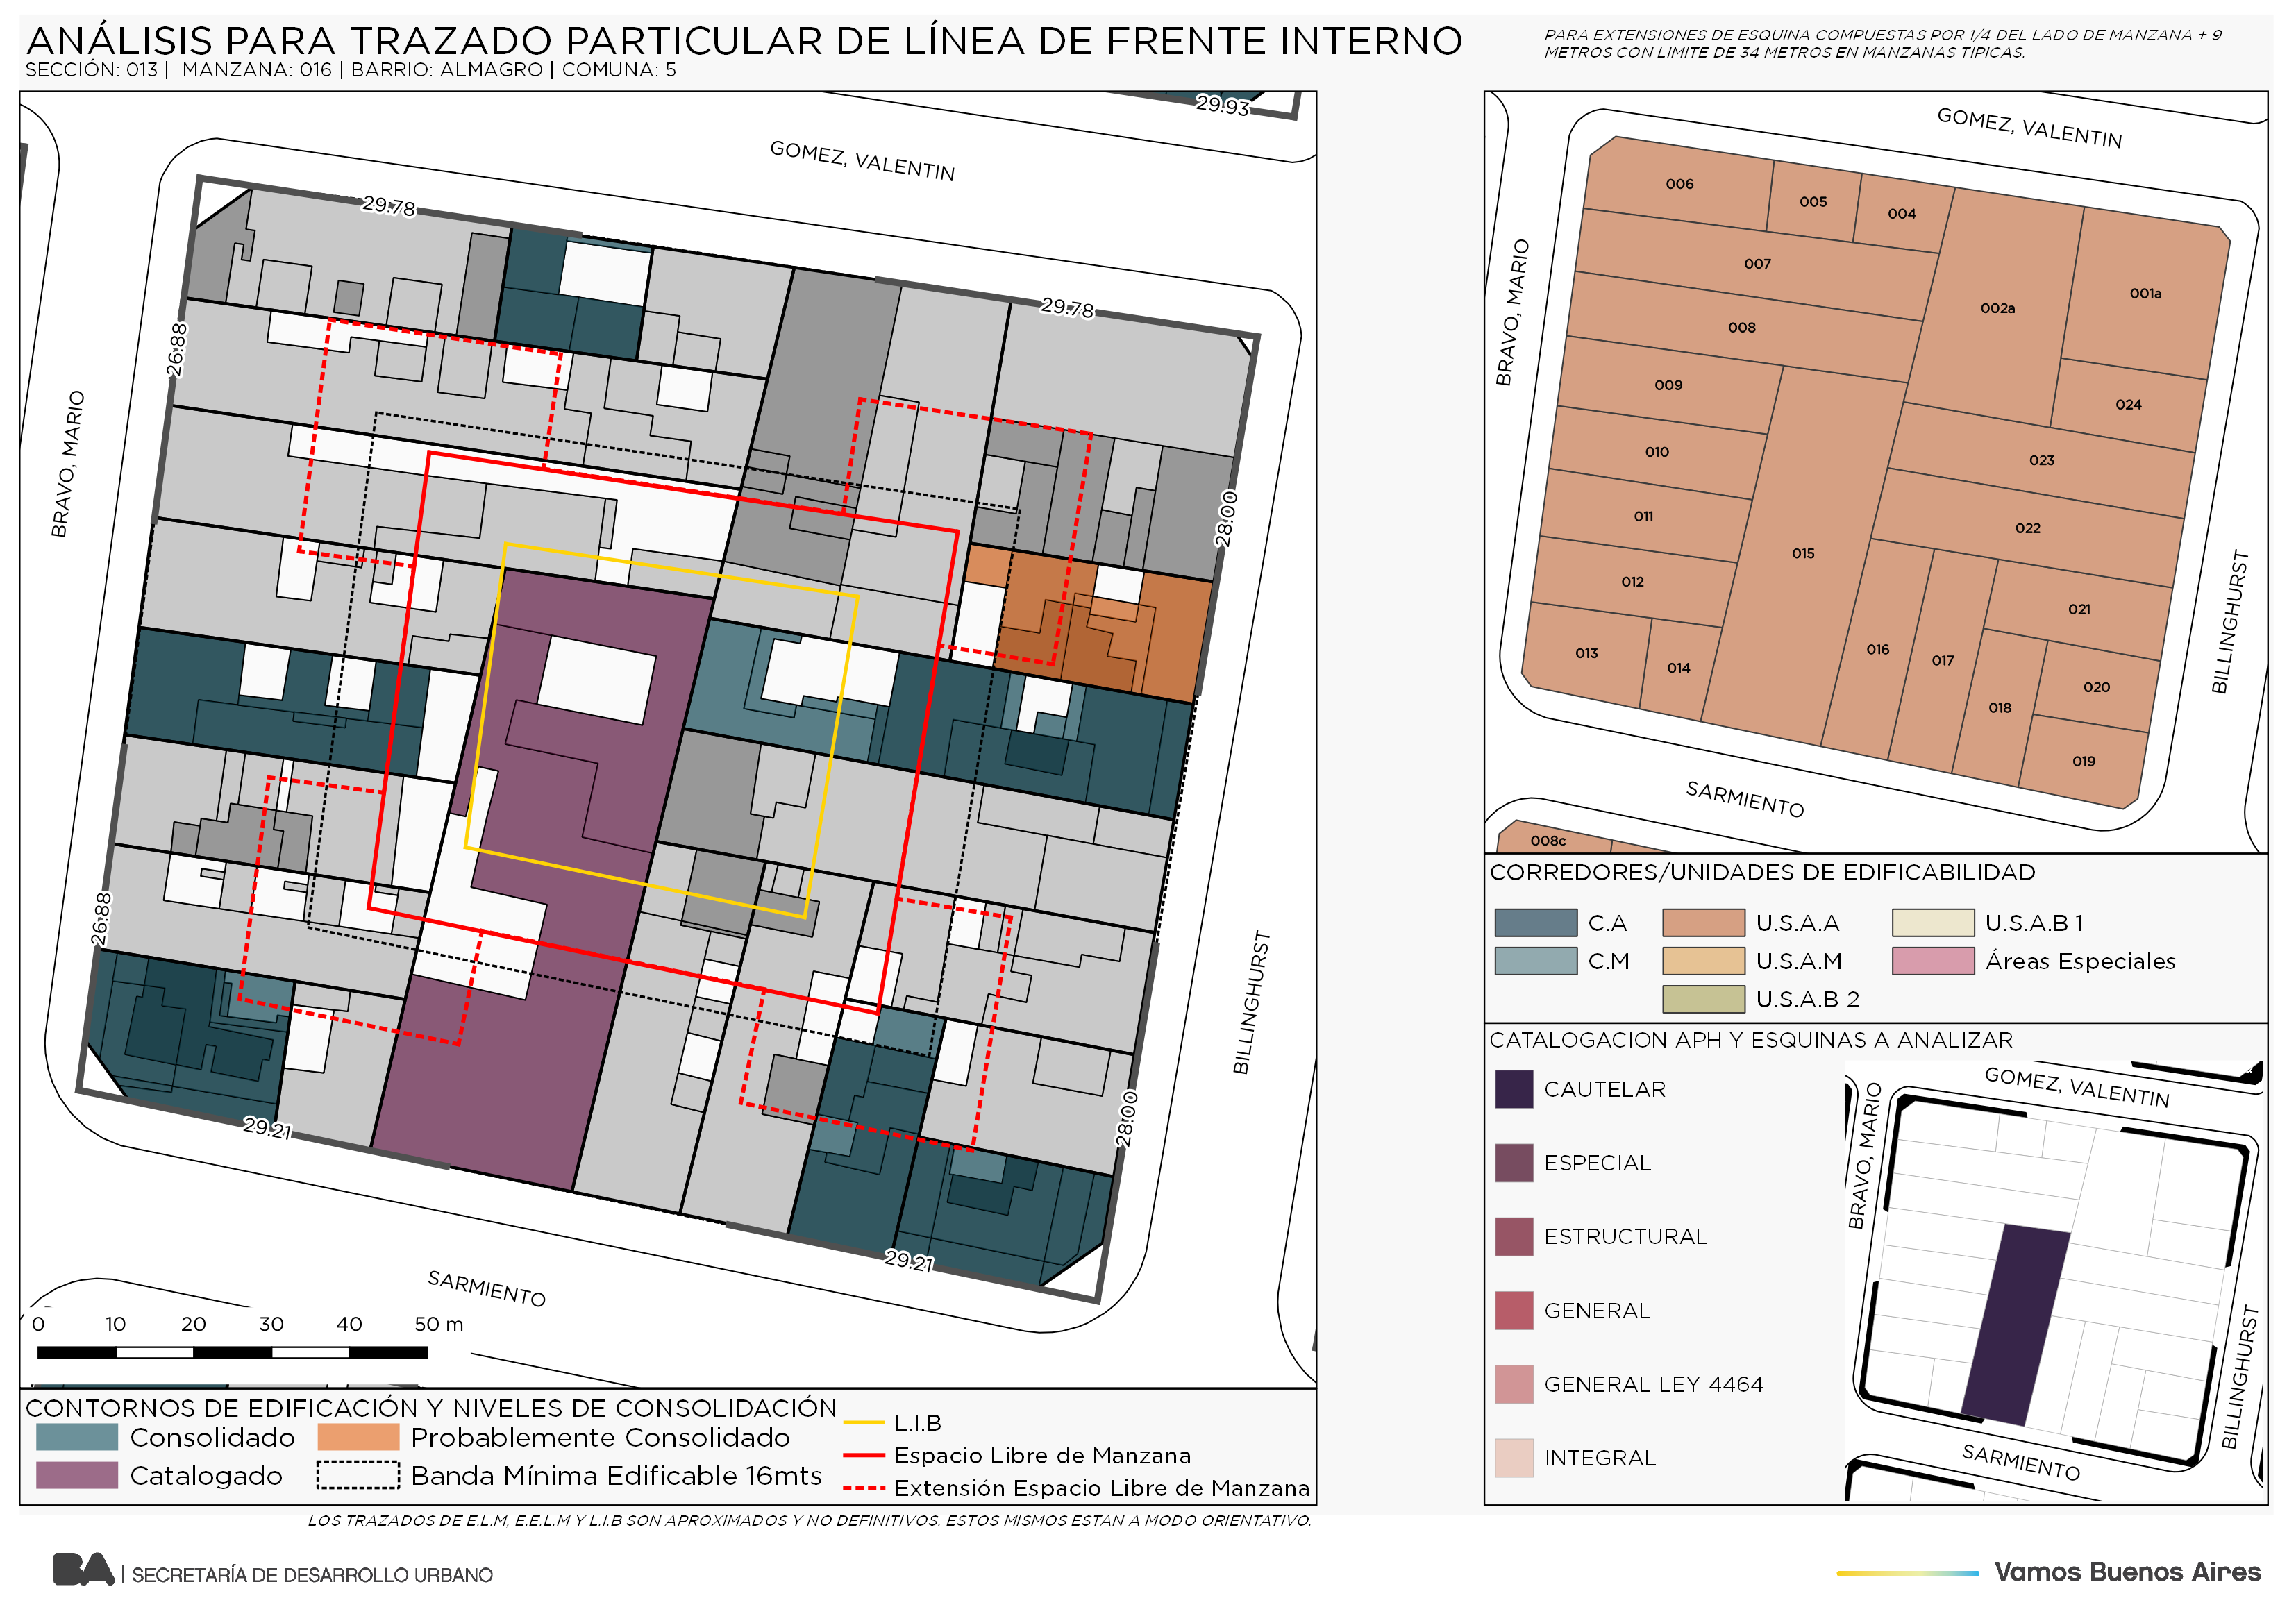 ANÁLISIS PARA TRAZADO PARTICULAR DE LÍNEA DE FRENTE INTERNO
SECCIÓN: 013 | MANZANA: 016 | BARRIO: ALMAGRO | COMUNA: 5
PARA EXTENSIONES DE ESQUINA COMPUESTAS POR 1/4 DEL LADO DE MANZANA + 9
METROS CON LIMITE DE 34 METROS EN MANZANAS TIPICAS.
29.93
GOMEZ, VALENTIN
29.78
29.78
26.88
BRAVO, MARIO
28.00
26.88
BILLINGHURST
28.00
29.21
29.21
SARMIENTO
0 10 20 30 40 50 m
CONTORNOS DE EDIFICACIÓN Y NIVELES DE CONSOLIDACIÓN
Consolidado
Probablemente Consolidado
Catalogado
Banda Mínima Edificable 16mts
L.I.B
Espacio Libre de Manzana
Extensión Espacio Libre de Manzana
LOS TRAZADOS DE E.L.M, E.E.L.M Y L.I.B SON APROXIMADOS Y NO DEFINITIVOS. ESTOS MISMOS ESTAN A MODO ORIENTATIVO.
GOMEZ, VALENTIN
BRAVO, MARIO
006
005
004
007
002a
001a
008
009
024
010
023
011
022
015
012
021
013
014
016
017
020
018
019
BILLINGHURST
SARMIENTO
008c
CORREDORES/UNIDADES DE EDIFICABILIDAD
C.A
U.S.A.A
U.S.A.B 1
C.M
U.S.A.M
Áreas Especiales
U.S.A.B 2
CATALOGACION APH Y ESQUINAS A ANALIZAR
CAUTELAR
ESPECIAL
ESTRUCTURAL
GENERAL
GENERAL LEY 4464
INTEGRAL
GOMEZ, VALENTIN
BRAVO, MARIO
BILLINGHURST
SARMIENTO
BA | SECRETARÍA DE DESARROLLO URBANO
Vamos Buenos Aires